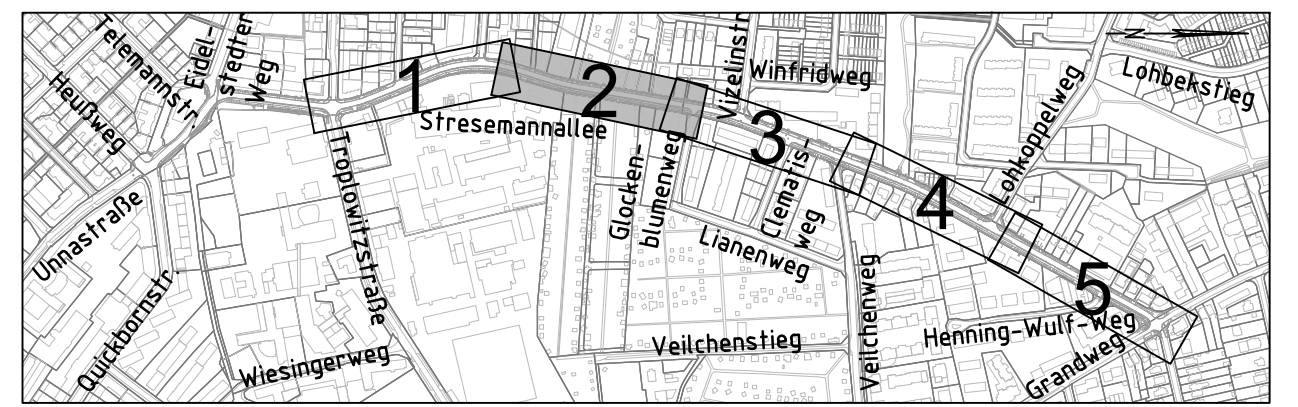 Telemannstr.
Heußweg
Eidel-
stedter
Weg
Unnastraße
Quickbornstr.
Wiesingerweg
Troplowitzstraße
1
Stresemannallee
2
Glocken-
blumenweg
Vizelinstr
Winfridweg
3
Clematis-
weg
Lianenweg
Veilchenstieg
Veilchenweg
4
Lohkoppelweg
Lohbekstieg
N
5
Henning-Wulf-Weg
Grandweg